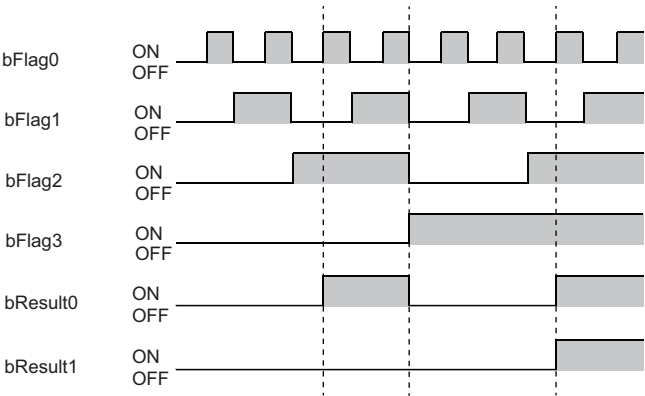 bFlag0 ON
OFF
bFlag1 ON
OFF
bFlag2 ON
OFF
bFlag3 ON
OFF
bResult0 ON
OFF
bResult1 ON
OFF